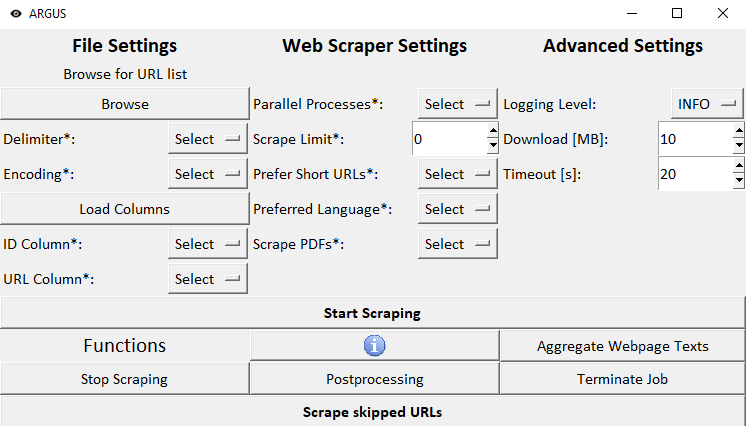 ARGUS
File Settings Web Scraper Settings Advanced Settings
Browse for URL list
Browse Parallel Processes*: Select Logging Level: INFO
Delimiter*: Select Scrape Limit*: 0 Download [MB]: 10
Encoding*: Select Prefer Short URLs*: Select Timeout [s]: 20
Load Columns Preferred Language*: Select
ID Column*: Select Scrape PDFs*: Select
URL Column*: Select
Start Scraping
Functions i Aggregate Webpage Texts
Stop Scraping Postprocessing Terminate Job
Scrape skipped URLs